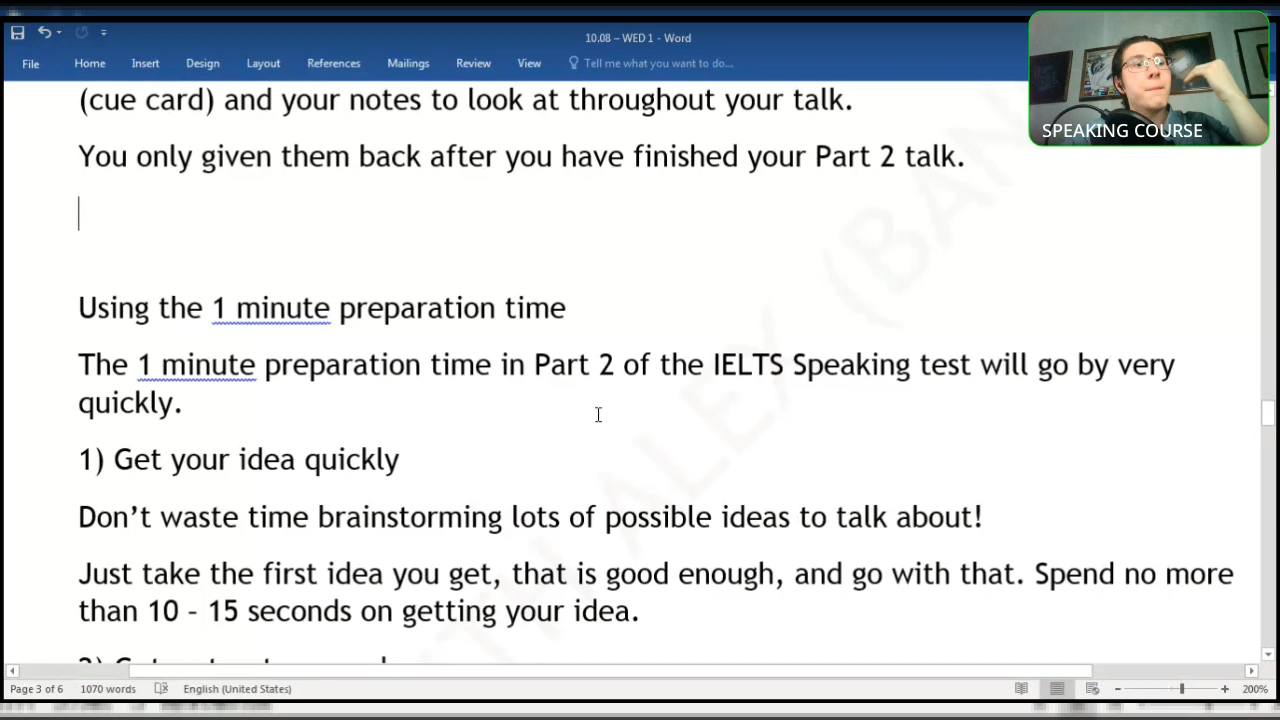 10.08 – WED 1 - Word
File Home Insert Design Layout References Mailings Review View Tell me what you want to do...
SPEAKING COURSE
(cue card) and your notes to look at throughout your talk.
You only given them back after you have finished your Part 2 talk.
Using the 1 minute preparation time
The 1 minute preparation time in Part 2 of the IELTS Speaking test will go by very
quickly.
1) Get your idea quickly
Don’t waste time brainstorming lots of possible ideas to talk about!
Just take the first idea you get, that is good enough, and go with that. Spend no more
than 10 – 15 seconds on getting your idea.
Page 3 of 6 1070 words English (United States) 200%